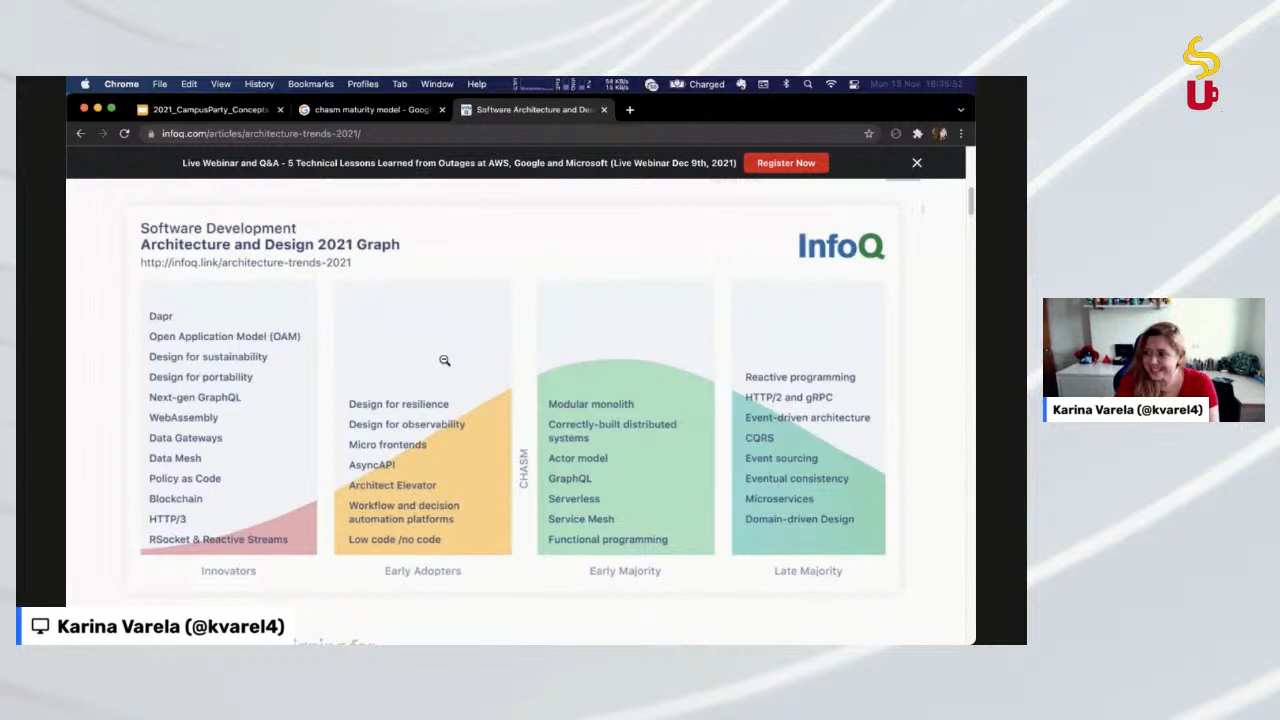 Chrome File Edit View History Bookmarks Profiles Tab Window Help
58 KB/s
Charged
Mon 15 Nov
2021_CampusParty_Concepts
chasm maturity model - Goog
Software Architecture and De
infoq.com/articles/architecture-trends-2021/
Live Webinar and Q&A - 5 Technical Lessons Learned from Outages at AWS, Google and Microsoft (Live Webinar Dec 9th, 2021)
Register Now
Software Development
Architecture and Design 2021 Graph
http://infoq.link/architecture-trends-2021
InfoQ
Dapr
Open Application Model (OAM)
Design for sustainability
Design for portability
Next-gen GraphQL
WebAssembly
Data Gateways
Data Mesh
Policy as Code
Blockchain
HTTP/3
RSocket & Reactive Streams
Innovators
Design for resilience
Design for observability
Micro frontends
AsyncAPI
Architect Elevator
Workflow and decision
automation platforms
Low code /no code
Early Adopters
CHASM
Modular monolith
Correctly-built distributed
systems
Actor model
GraphQL
Serverless
Service Mesh
Functional programming
Early Majority
Reactive programming
HTTP/2 and gRPC
Event-driven architecture
CQRS
Event sourcing
Eventual consistency
Microservices
Domain-driven Design
Late Majority
Karina Varela (@kvarel4)
Karina Varela (@kvarel4)